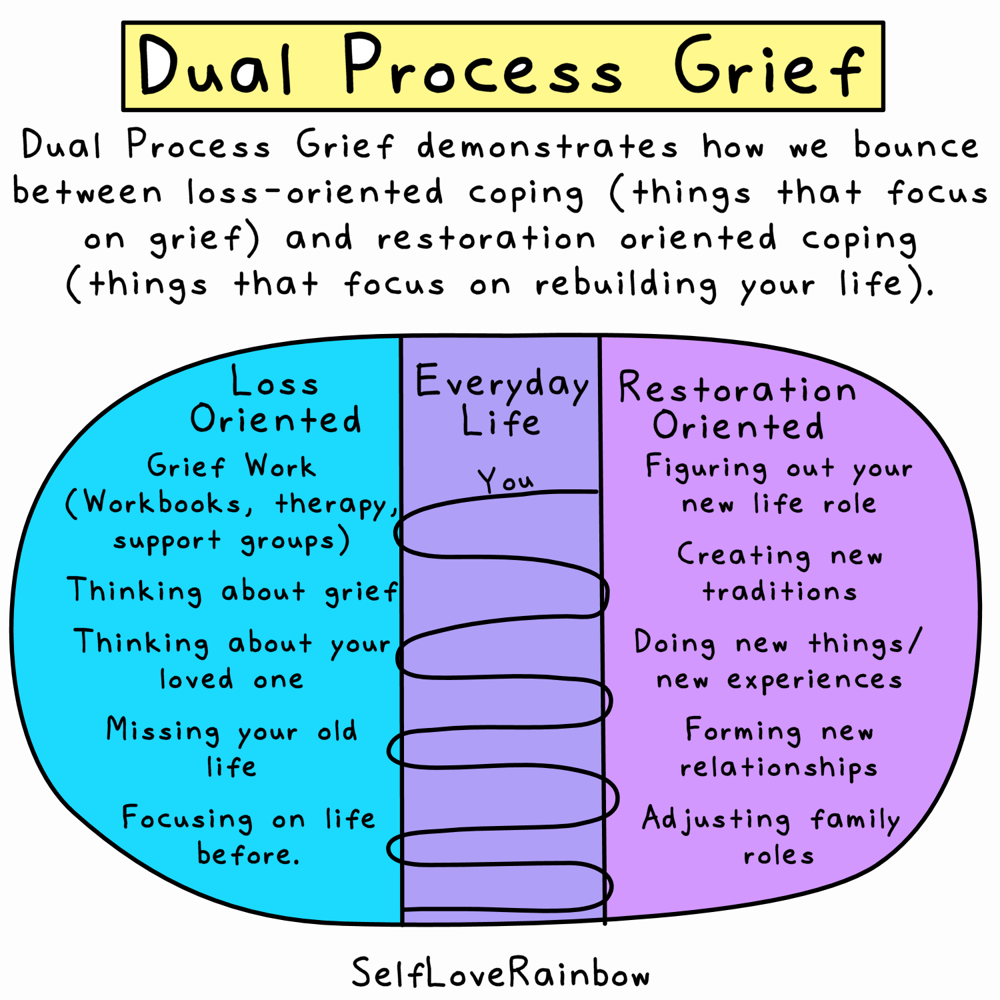 Dual Process Grief
Dual Process Grief demonstrates how we bounce
between loss-oriented coping (things that focus
on grief) and restoration oriented coping
(things that focus on rebuilding your life).
Loss
Oriented
Grief Work
(Workbooks, therapy,
support groups)
Thinking about grief
Thinking about your
loved one
Missing your old
life
Focusing on life
before.
Everyday
Life
You
Restoration
Oriented
Figuring out your
new life role
Creating new
traditions
Doing new things/
new experiences
Forming new
relationships
Adjusting family
roles
SelfLoveRainbow